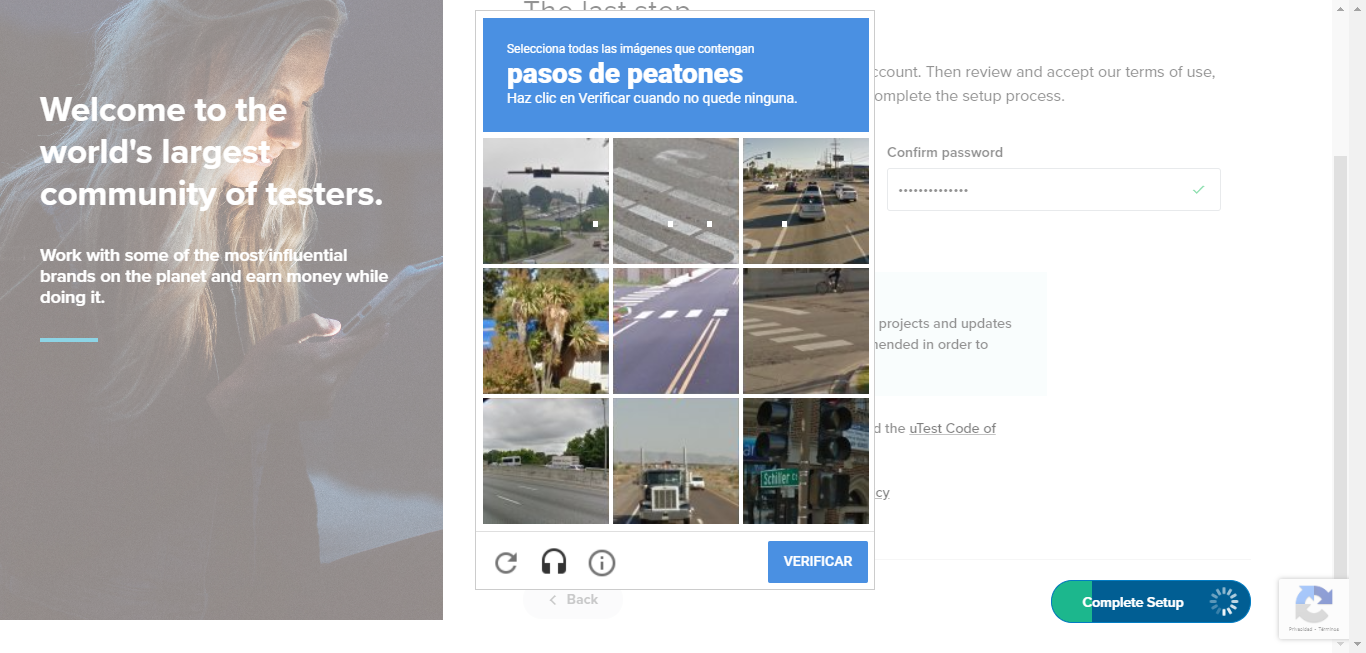 The last step
Welcome to the
world's largest
community of testers.
Work with some of the most influential
brands on the planet and earn money while
doing it.
Selecciona todas las imágenes que contengan
pasos de peatones
Haz clic en Verificar cuando no quede ninguna.
ccount. Then review and accept our terms of use,
omplete the setup process.
Confirm password
••••••••••••••
projects and updates
mended in order to
d the uTest Code of
cy
Schiller
VERIFICAR
Back
Complete Setup
Privacidad - Términos